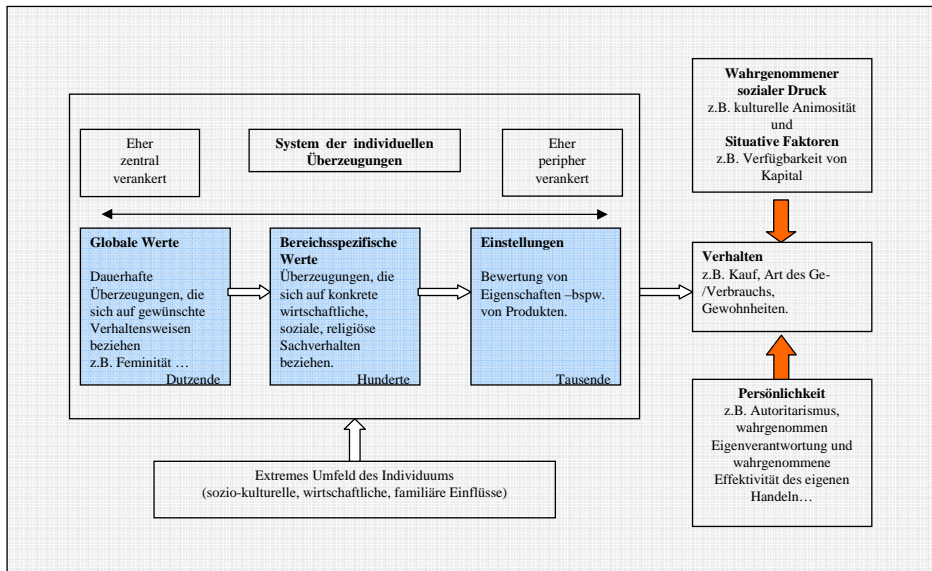 Eher
zentral
verankert
System der individuellen
Überzeugungen
Eher
peripher
verankert
Globale Werte
Dauerhafte
Überzeugungen, die
sich auf gewünschte
Verhaltensweisen
beziehen
z.B. Feminität …
Dutzende
Bereichsspezifische
Werte
Überzeugungen, die
sich auf konkrete
wirtschaftliche,
soziale, religiöse
Sachverhalten
beziehen.
Hunderte
Einstellungen
Bewertung von
Eigenschaften –bspw.
von Produkten.
Tausende
Extremes Umfeld des Individuums
(sozio-kulturelle, wirtschaftliche, familiäre Einflüsse)
Wahrgenommener
sozialer Druck
z.B. kulturelle Animosität
und
Situative Faktoren
z.B. Verfügbarkeit von
Kapital
Verhalten
z.B. Kauf, Art des Ge-
/Verbrauchs,
Gewohnheiten.
Persönlichkeit
z.B. Autoritarismus,
wahrgenommen
Eigenverantwortung und
wahrgenommene
Effektivität des eigenen
Handeln…